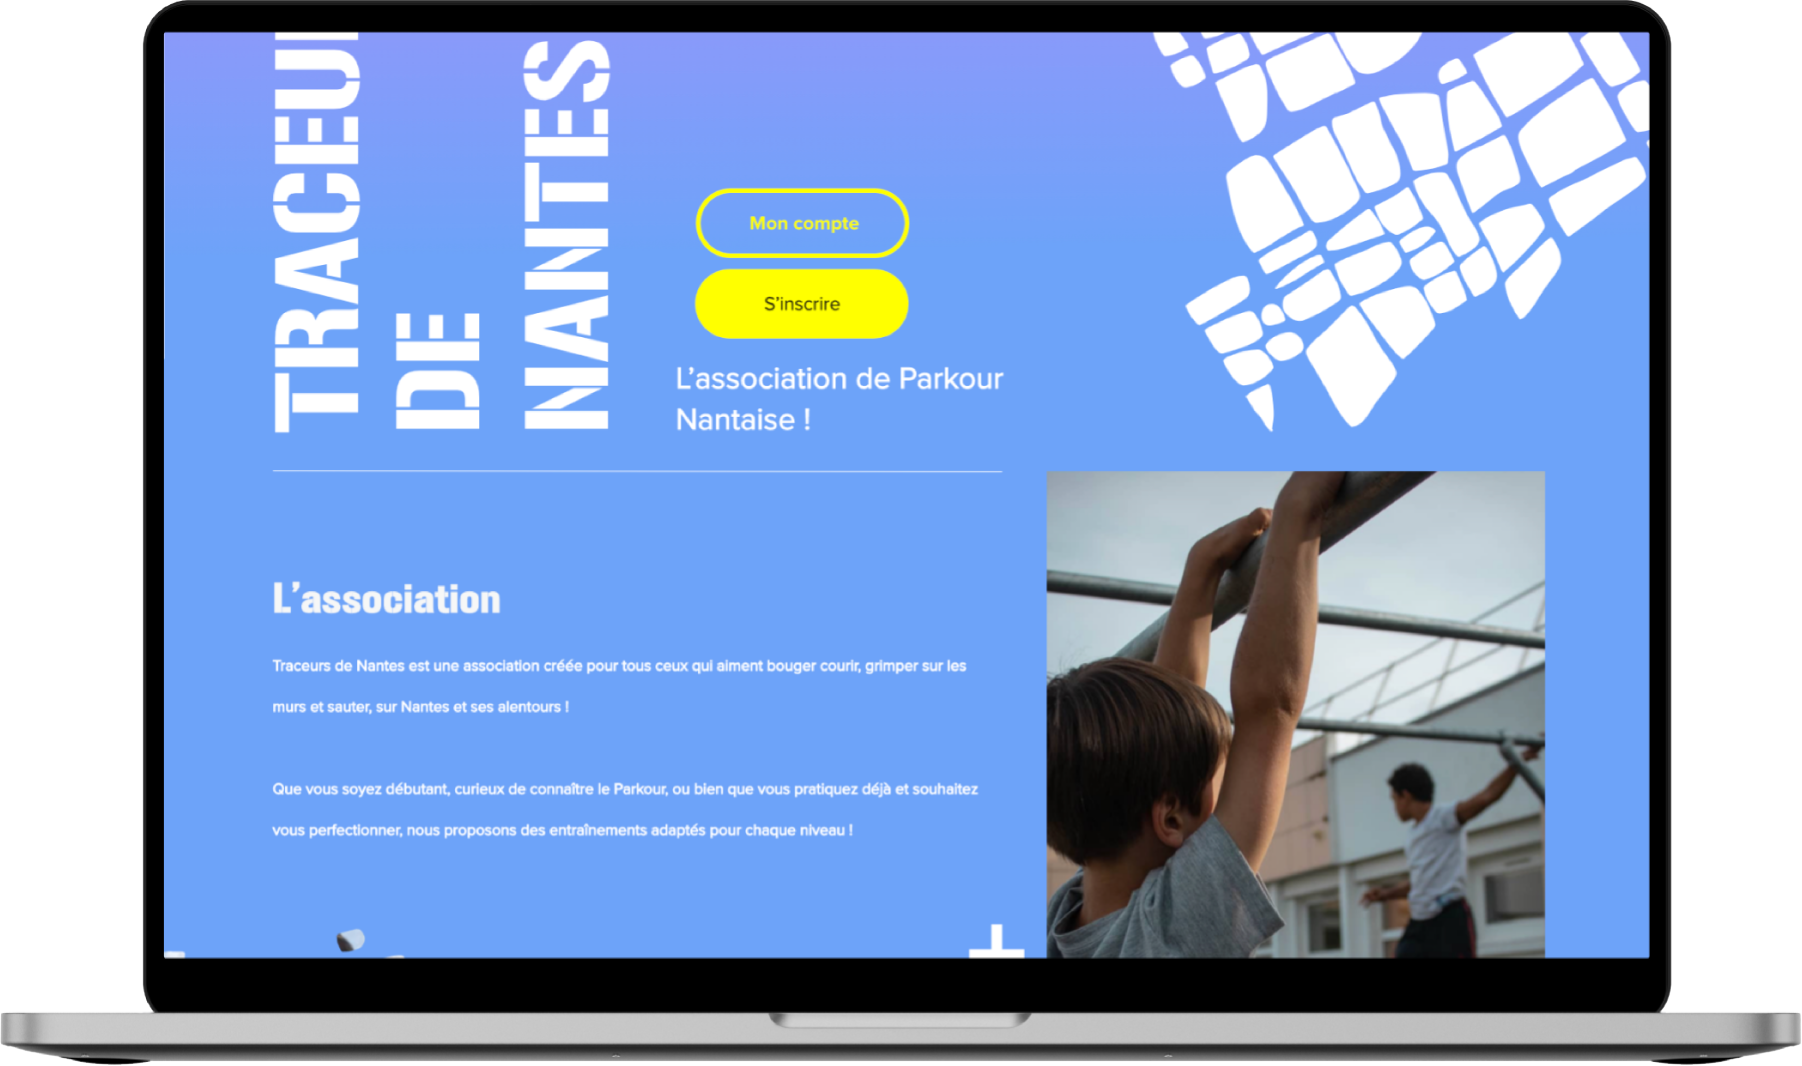 TRACEU
DE
NANTES
Mon compte
S'inscrire
L'association de Parkour
Nantaise !
L'association
Traceurs de Nantes est une association créée pour tous ceux qui aiment bouger courir, grimper sur les
murs et sauter, sur Nantes et ses alentours !
Que vous soyez débutant, curieux de connaître le Parkour, ou bien que vous pratiquez déjà et souhaitez
vous perfectionner, nous proposons des entraînements adaptés pour chaque niveau !